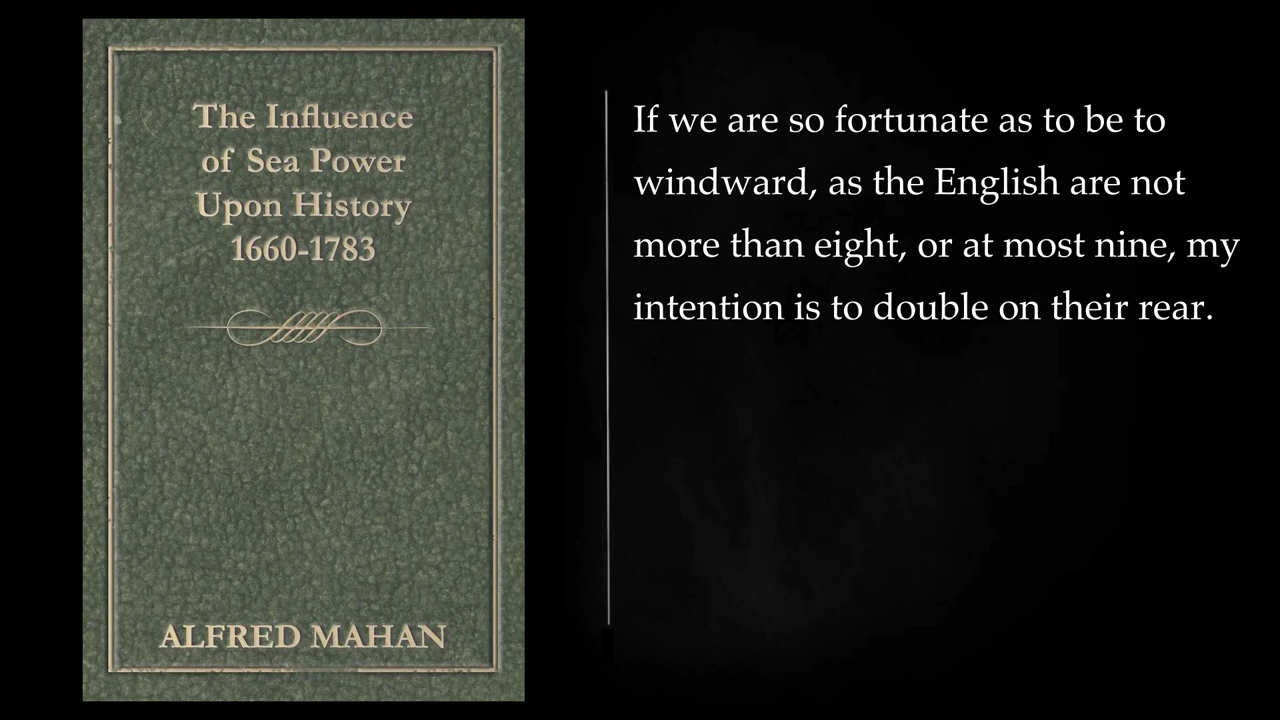 The Influence
of Sea Power
Upon History
1660-1783
ALFRED MAHAN
If we are so fortunate as to be to
windward, as the English are not
more than eight, or at most nine, my
intention is to double on their rear.